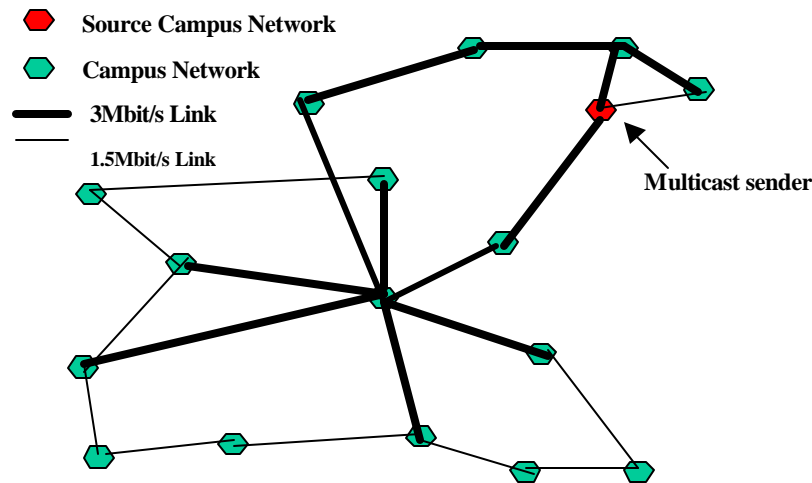 Source Campus Network
Campus Network
3Mbit/s Link
1.5Mbit/s Link
Multicast sender